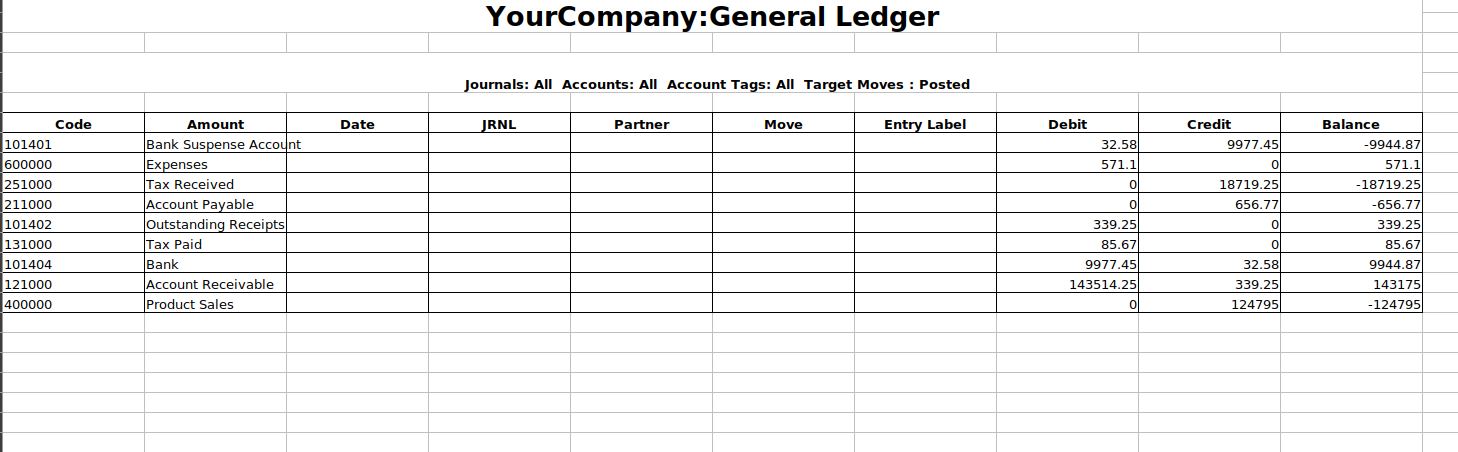 YourCompany:General Ledger
Journals: All  Accounts: All  Account Tags: All  Target Moves : Posted
Code Amount Date JRNL Partner Move Entry Label Debit Credit Balance
101401 Bank Suspense Account 32.58 9977.45 -9944.87
600000 Expenses 571.1 0 571.1
251000 Tax Received 0 18719.25 -18719.25
211000 Account Payable 0 656.77 -656.77
101402 Outstanding Receipts 339.25 0 339.25
131000 Tax Paid 85.67 0 85.67
101404 Bank 9977.45 32.58 9944.87
121000 Account Receivable 143514.25 339.25 143175
400000 Product Sales 0 124795 -124795